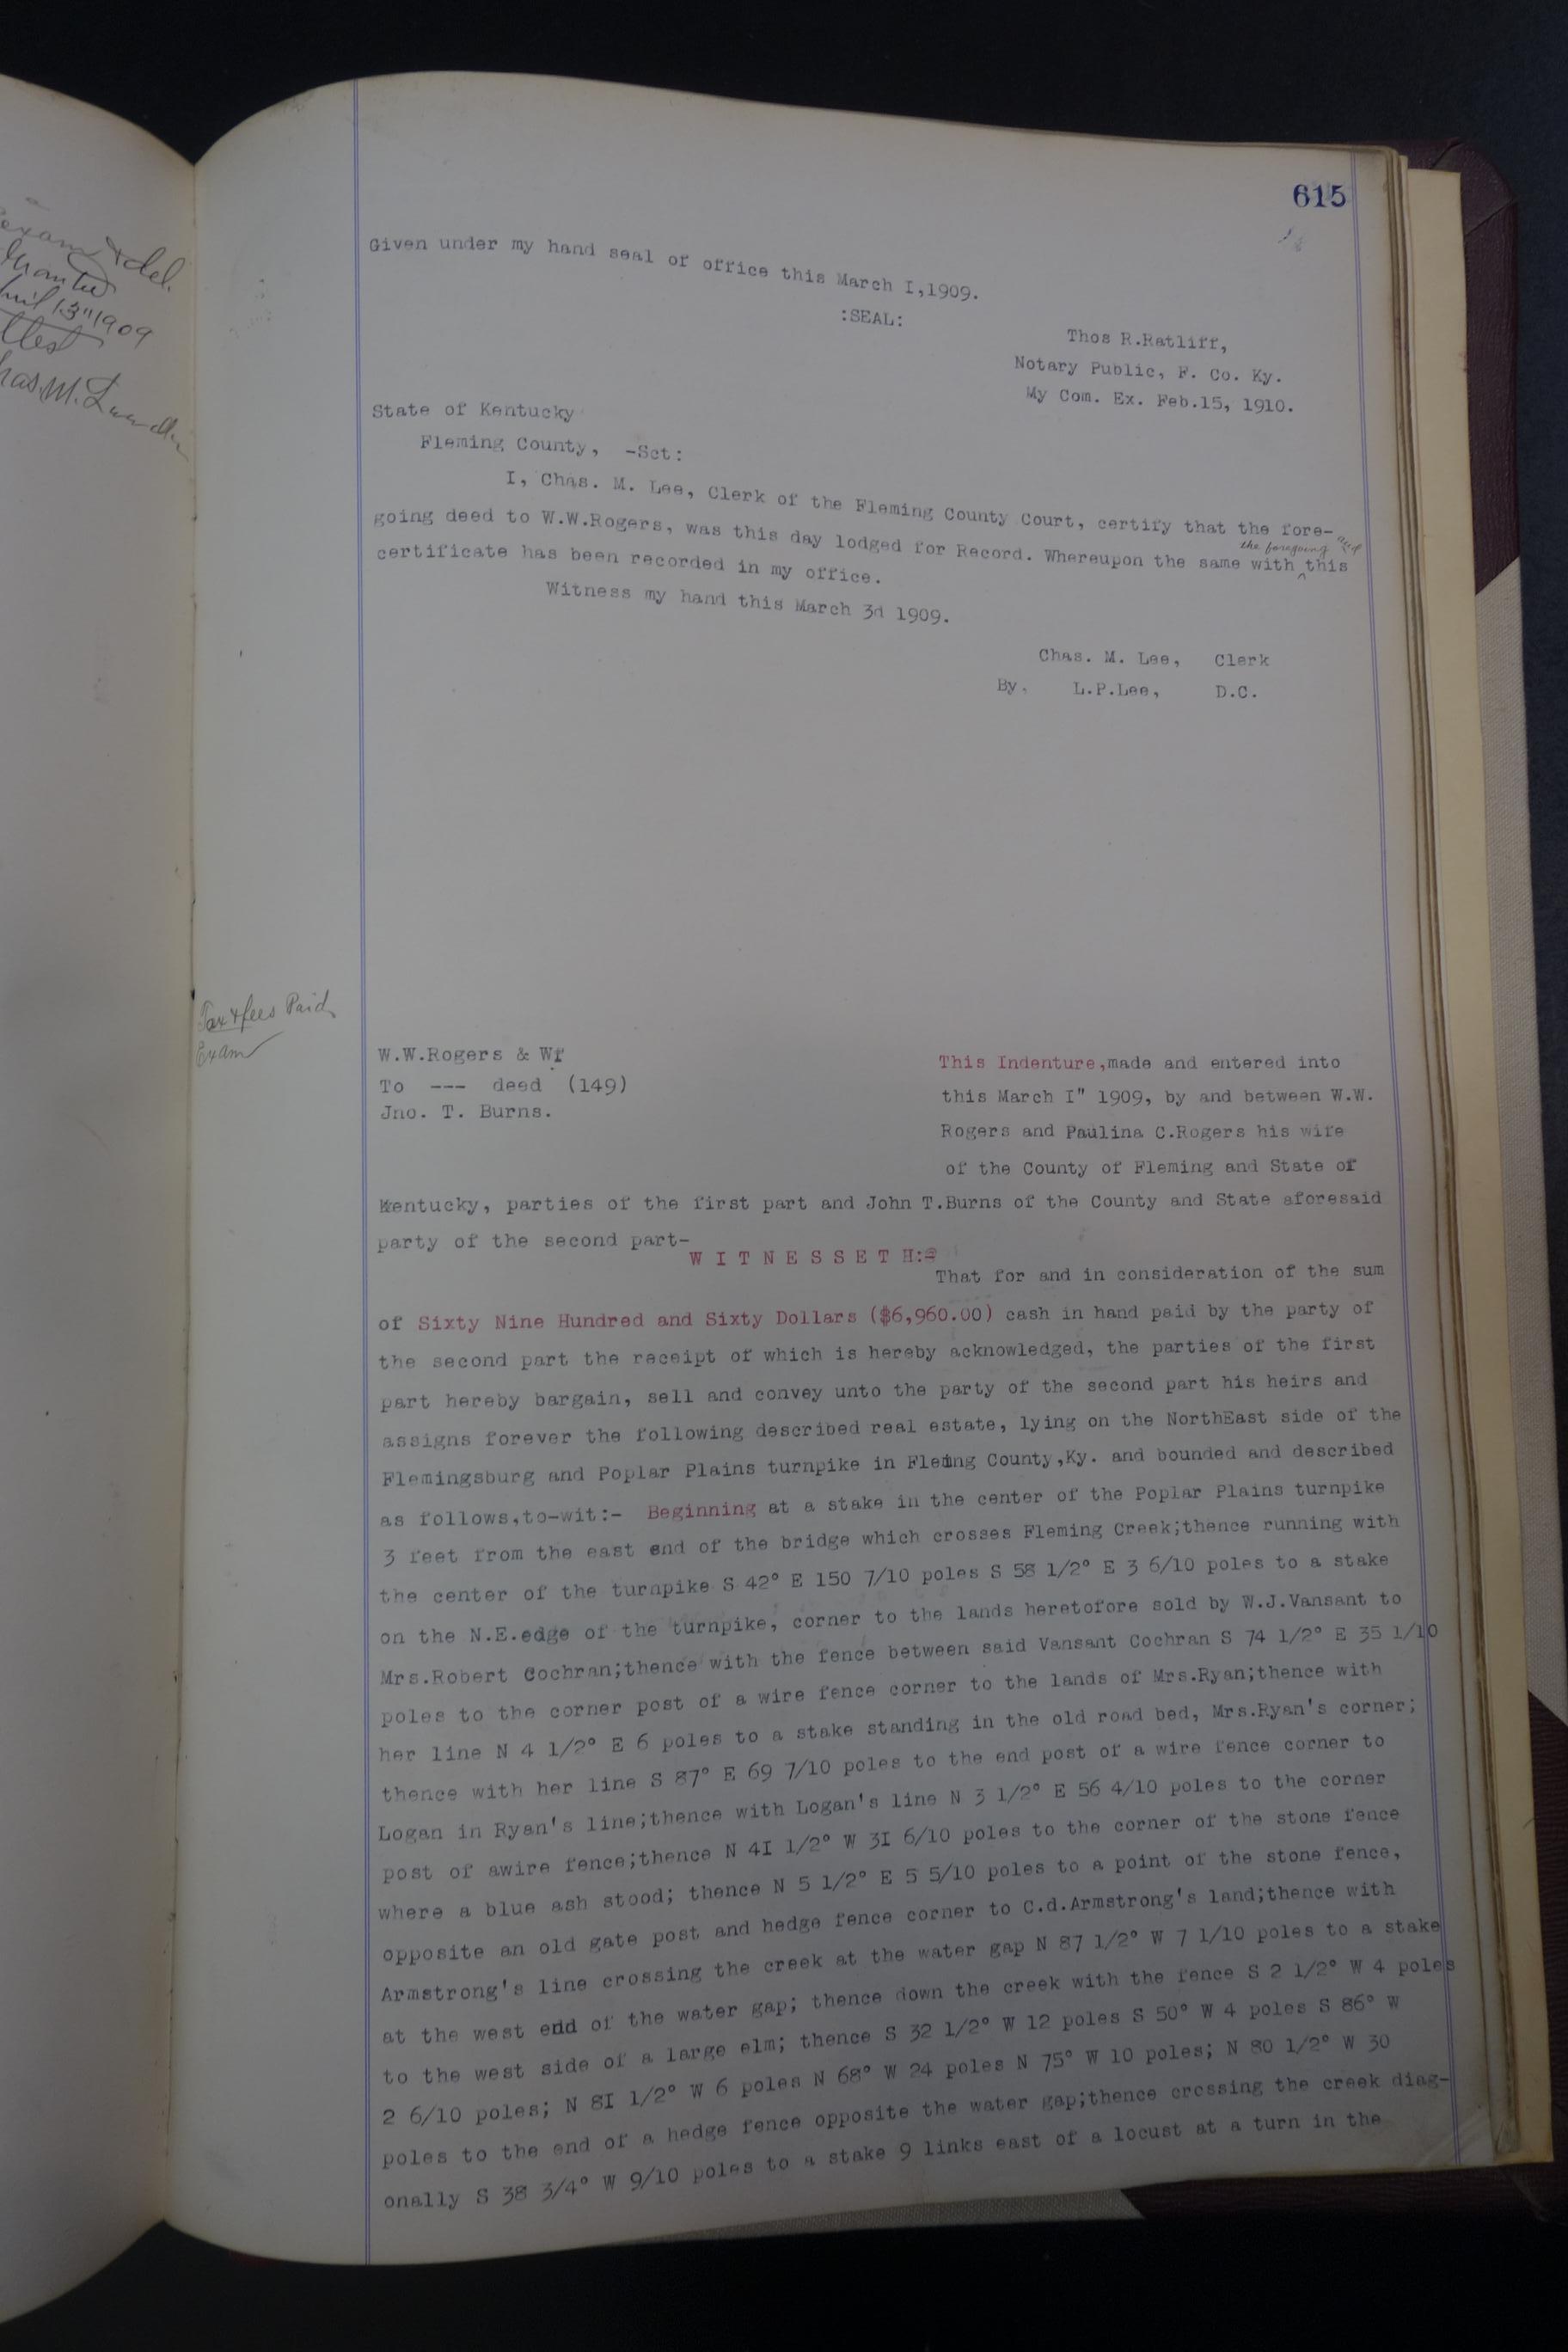 615
exam & del.
Grantee
April 13" 1909
Attest
Chas. M. Lee
Given under my hand seal of office this March I,1909.
:SEAL:
Thos R.Ratliff,
Notary Public, F. Co. Ky.
My Com. Ex. Feb.15, 1910.
State of Kentucky
Fleming County, -Sct:
I, Chas. M. Lee, Clerk of the Fleming County Court, certify that the fore-
going deed to W.W.Rogers, was this day lodged for Record. Whereupon the same with the foregoing and this
certificate has been recorded in my office.
Witness my hand this March 3d 1909.
Chas. M. Lee, Clerk
By, L.P.Lee, D.C.
Tax & fees Paid
Exam
W.W.Rogers & Wf
To --- deed (149)
Jno. T. Burns.
This Indenture,made and entered into
this March I" 1909, by and between W.W.
Rogers and Paulina C.Rogers his wife
of the County of Fleming and State of
Kentucky, parties of the first part and John T.Burns of the County and State aforesaid
party of the second part-
W I T N E S S E T H:-
That for and in consideration of the sum
of Sixty Nine Hundred and Sixty Dollars ($6,960.00) cash in hand paid by the party of
the second part the receipt of which is hereby acknowledged, the parties of the first
part hereby bargain, sell and convey unto the party of the second part his heirs and
assigns forever the following described real estate, lying on the NorthEast side of the
Flemingsburg and Poplar Plains turnpike in Fleming County,Ky. and bounded and described
as follows,to-wit:- Beginning at a stake in the center of the Poplar Plains turnpike
3 feet from the east end of the bridge which crosses Fleming Creek;thence running with
the center of the turnpike S 42° E 150 7/10 poles S 58 1/2° E 3 6/10 poles to a stake
on the N.E.edge of the turnpike, corner to the lands heretofore sold by W.J.Vansant to
Mrs.Robert Cochran;thence with the fence between said Vansant Cochran S 74 1/2° E 35 1/10
poles to the corner post of a wire fence corner to the lands of Mrs.Ryan;thence with
her line N 4 1/2° E 6 poles to a stake standing in the old road bed, Mrs.Ryan's corner;
thence with her line S 87° E 69 7/10 poles to the end post of a wire fence corner to
Logan in Ryan's line;thence with Logan's line N 3 1/2° E 56 4/10 poles to the corner
post of awire fence;thence N 4I 1/2° W 3I 6/10 poles to the corner of the stone fence
where a blue ash stood; thence N 5 1/2° E 5 5/10 poles to a point of the stone fence,
opposite an old gate post and hedge fence corner to C.d.Armstrong's land;thence with
Armstrong's line crossing the creek at the water gap N 87 1/2° W 7 1/10 poles to a stake
at the west end of the water gap; thence down the creek with the fence S 2 1/2° W 4 poles
to the west side of a large elm; thence S 32 1/2° W 12 poles S 50° W 4 poles S 86° W
2 6/10 poles; N 8I 1/2° W 6 poles N 68° W 24 poles N 75° W 10 poles; N 80 1/2° W 30
poles to the end of a hedge fence opposite the water gap;thence crossing the creek diag-
onally S 38 3/4° W 9/10 poles to a stake 9 links east of a locust at a turn in the